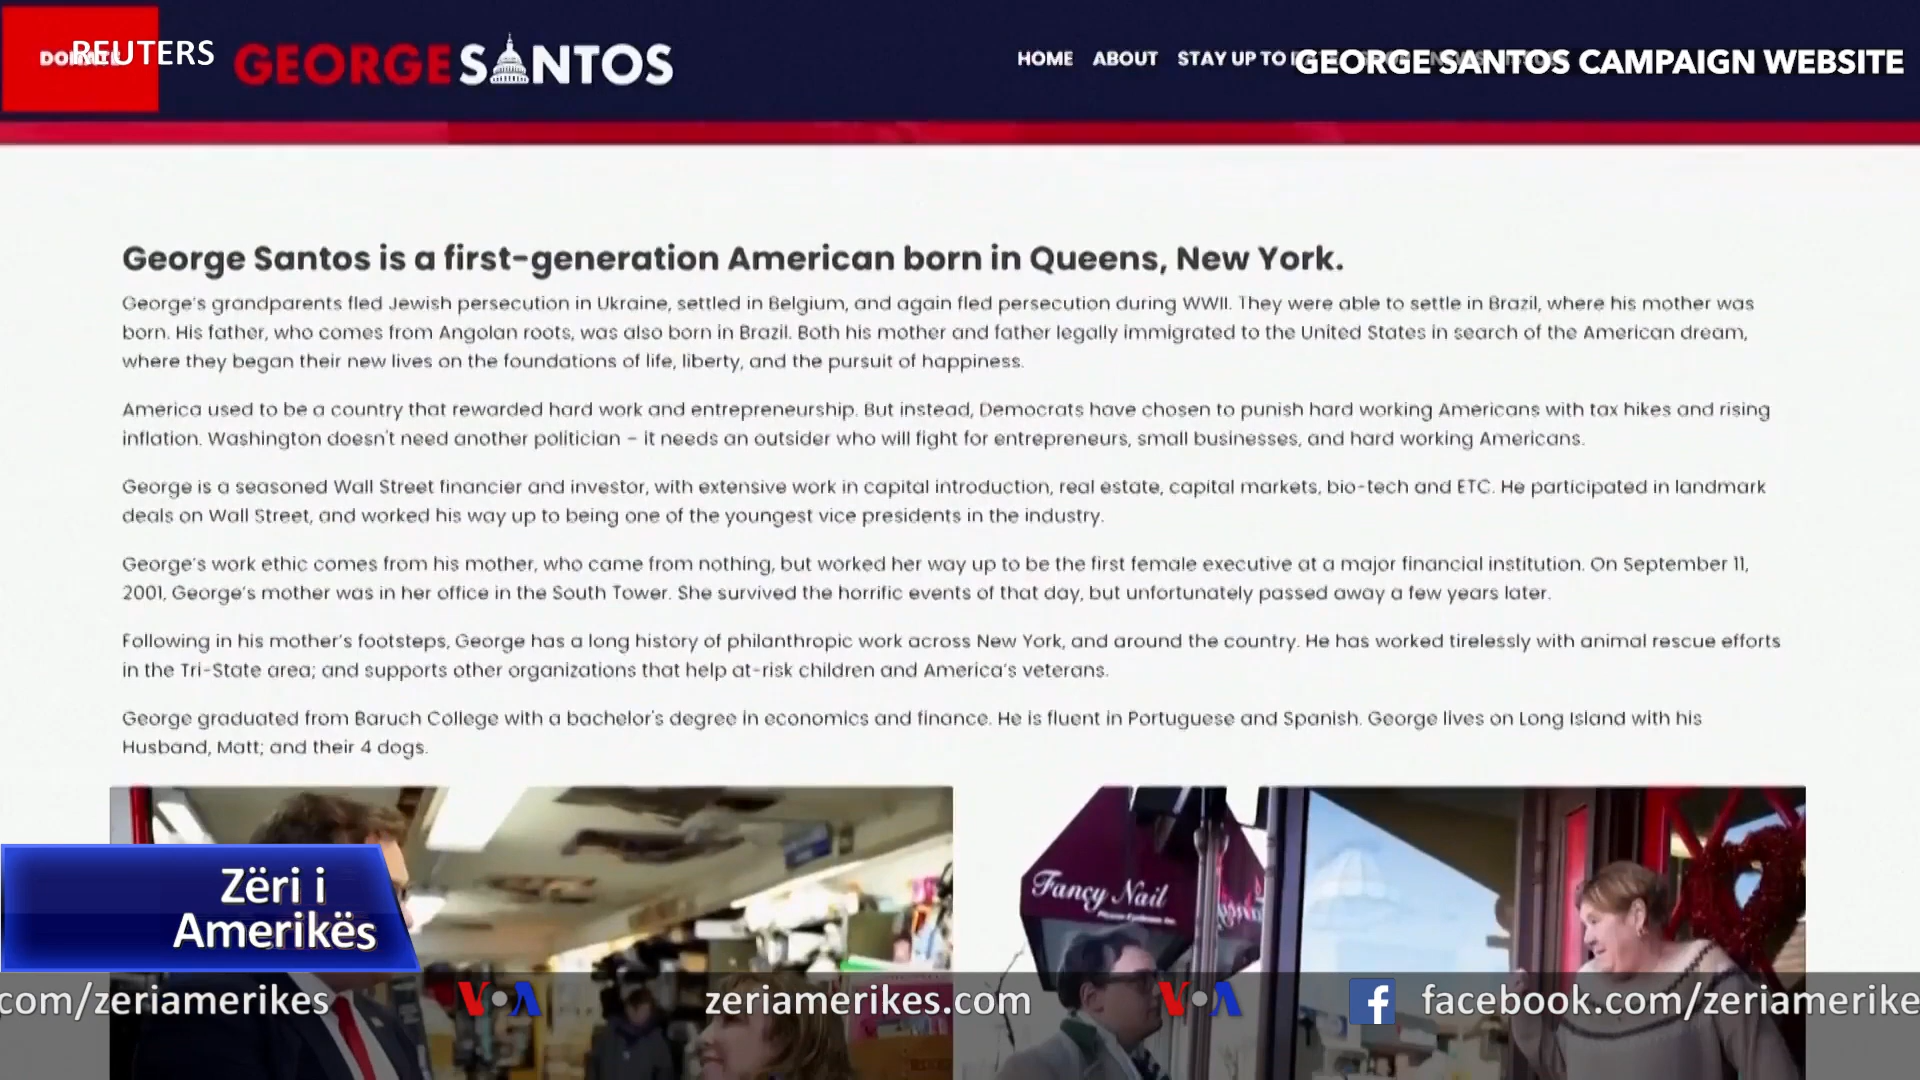 DONATE
REUTERS
GEORGE SANTOS
HOME ABOUT STAY UP TO
GEORGE SANTOS CAMPAIGN WEBSITE
George Santos is a first-generation American born in Queens, New York.
George's grandparents fled Jewish persecution in Ukraine, settled in Belgium, and again fled persecution during WWII. They were able to settle in Brazil, where his mother was
born. His father, who comes from Angolan roots, was also born in Brazil. Both his mother and father legally immigrated to the United States in search of the American dream,
where they began their new lives on the foundations of life, liberty, and the pursuit of happiness.
America used to be a country that rewarded hard work and entrepreneurship. But instead, Democrats have chosen to punish hard working Americans with tax hikes and rising
inflation. Washington doesn't need another politician – it needs an outsider who will fight for entrepreneurs, small businesses, and hard working Americans.
George is a seasoned Wall Street financier and investor, with extensive work in capital introduction, real estate, capital markets, bio-tech and ETC. He participated in landmark
deals on Wall Street, and worked his way up to being one of the youngest vice presidents in the industry.
George's work ethic comes from his mother, who came from nothing, but worked her way up to be the first female executive at a major financial institution. On September 11,
2001, George's mother was in her office in the South Tower. She survived the horrific events of that day, but unfortunately passed away a few years later.
Following in his mother's footsteps, George has a long history of philanthropic work across New York, and around the country. He has worked tirelessly with animal rescue efforts
in the Tri-State area; and supports other organizations that help at-risk children and America's veterans.
George graduated from Baruch College with a bachelor's degree in economics and finance. He is fluent in Portuguese and Spanish. George lives on Long Island with his
Husband, Matt; and their 4 dogs.
Fancy Nail
Zëri i
Amerikës
com/zeriamerikes VOA zeriamerikes.com VOA facebook.com/zeriamerike